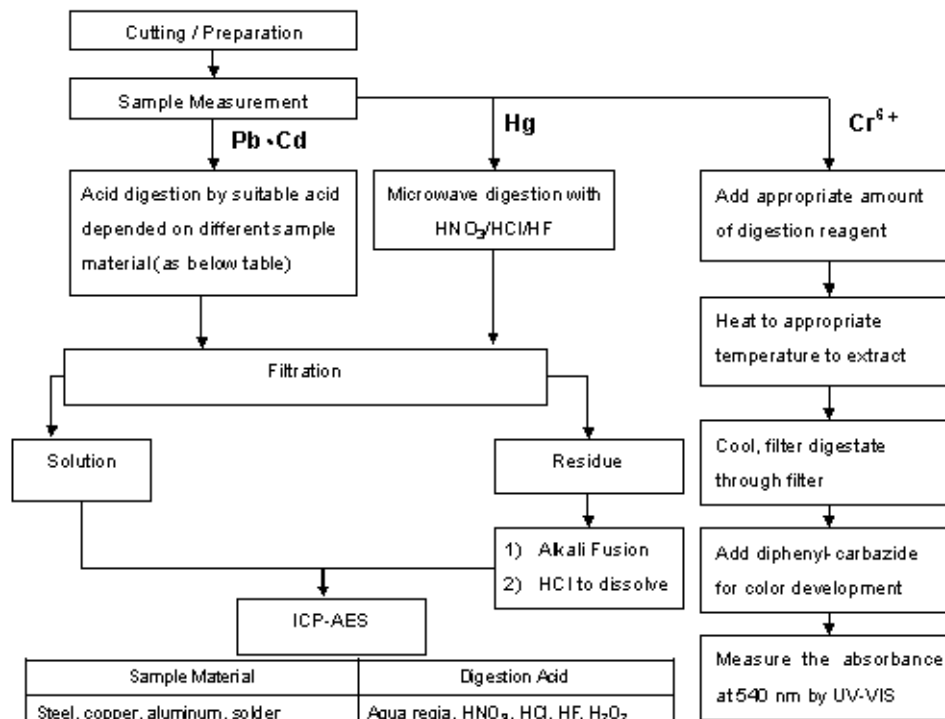 Cutting / Preparation
Sample Measurement
Pb、Cd
Hg
Cr⁶⁺
Acid digestion by suitable acid
depended on different sample
material(as below table)
Microwave digestion with
HNO₃/HCl/HF
Add appropriate amount
of digestion reagent
Heat to appropriate
temperature to extract
Filtration
Solution
Residue
Cool, filter digestate
through filter
1) Alkali Fusion
2) HCl to dissolve
Add diphenyl-carbazide
for color development
ICP-AES
Measure the absorbance
at 540 nm by UV-VIS
Sample Material
Digestion Acid
Steel, copper, aluminum, solder
Aqua regia, HNO₃, HCl, HF, H₂O₂